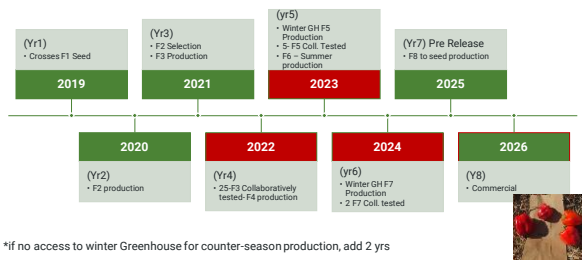 (Yr1)
• Crosses F1 Seed
2019
(Yr3)
• F2 Selection
• F3 Production
2021
(yr5)
• Winter GH F5
Production
• 5- F5 Coll. Tested
• F6 – Summer
production
2023
(Yr7) Pre Release
• F8 to seed production
2025
2020
(Yr2)
• F2 production
2022
(Yr4)
• 25-F3 Collaboratively
tested- F4 production
2024
(yr6)
• Winter GH F7
Production
• 2 F7 Coll. tested
2026
(Y8)
• Commercial
*if no access to winter Greenhouse for counter-season production, add 2 yrs